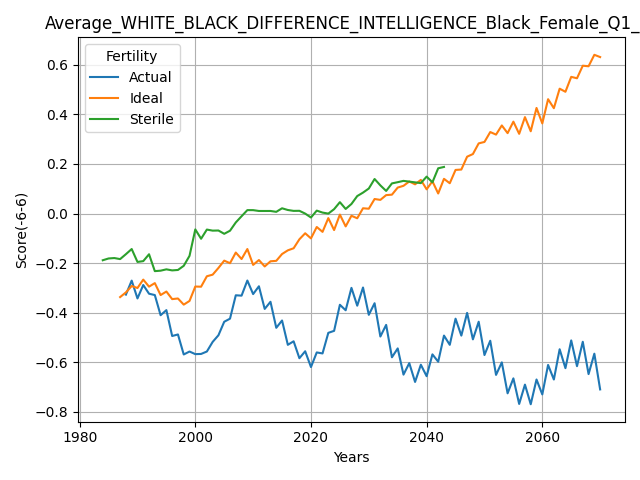 Average_WHITE_BLACK_DIFFERENCE_INTELLIGENCE_Black_Female_Q1_
Fertility
Actual
Ideal
Sterile
Score(-6-6)
0.6
0.4
0.2
0.0
−0.2
−0.4
−0.6
−0.8
1980 2000 2020 2040 2060
Years